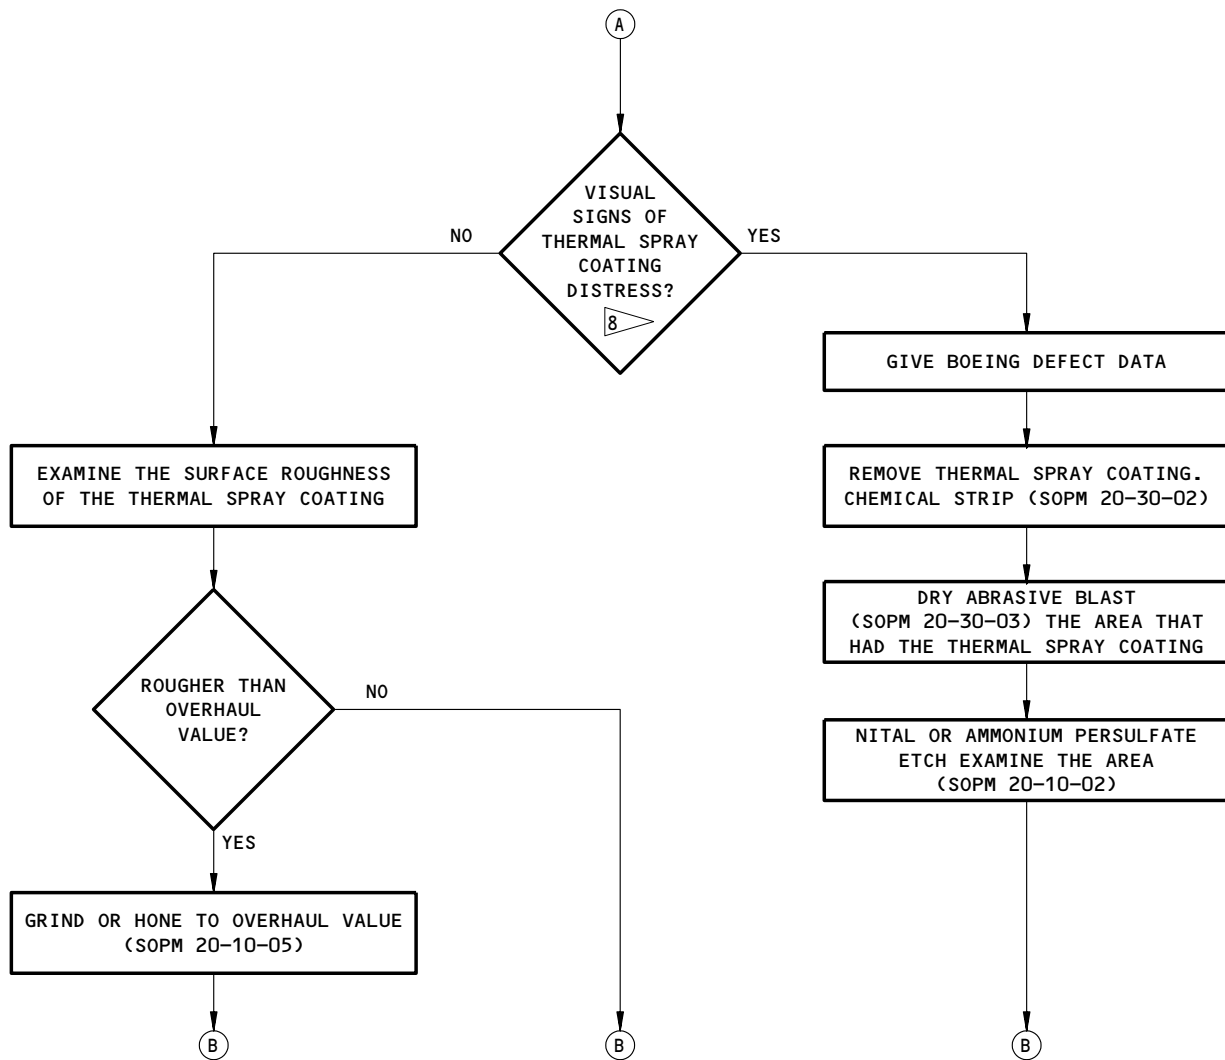 A
VISUAL
SIGNS OF
THERMAL SPRAY
COATING
DISTRESS?
8
NO
YES
EXAMINE THE SURFACE ROUGHNESS
OF THE THERMAL SPRAY COATING
ROUGHER THAN
OVERHAUL
VALUE?
NO
YES
GRIND OR HONE TO OVERHAUL VALUE
(SOPM 20-10-05)
B
B
GIVE BOEING DEFECT DATA
REMOVE THERMAL SPRAY COATING.
CHEMICAL STRIP (SOPM 20-30-02)
DRY ABRASIVE BLAST
(SOPM 20-30-03) THE AREA THAT
HAD THE THERMAL SPRAY COATING
NITAL OR AMMONIUM PERSULFATE
ETCH EXAMINE THE AREA
(SOPM 20-10-02)
B